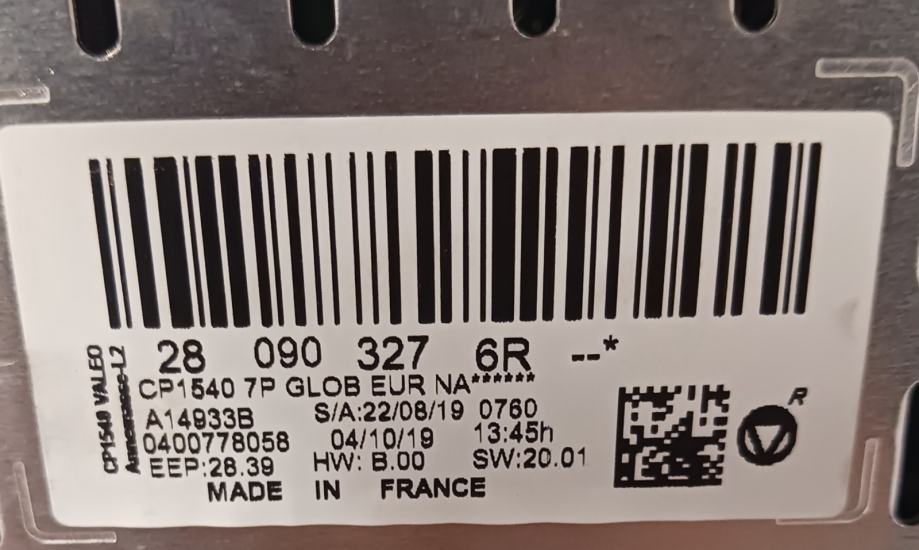 28 090 327 6R --*
CP1540 7P GLOB EUR NA******
A14933B S/A:22/08/19 0760
0400778058 04/10/19 13:45h
EEP:28.39 HW: B.00 SW:20.01
MADE IN FRANCE
CP1540 VALEO
R